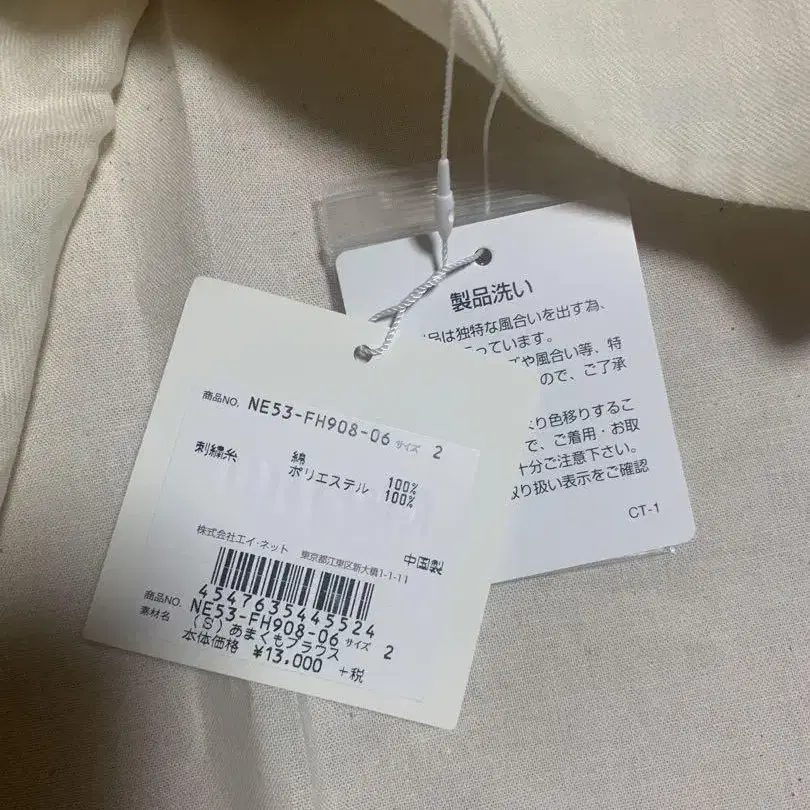 製品洗い
品は独特な風合いを出す為、
っています。
や風合い等、特
ので、ご了承
り色移りするこ
で、ご着用・お取
十分ご注意下さい。
取り扱い表示をご確認
CT-1
商品NO. NE53-FH908-06 サイズ 2
綿 100%
刺繍糸 ポリエステル 100%
株式会社エイ・ネット 東京都江東区新大橋1-1-11
中国製
4547635445524
商品NO. NE53-FH908-06 サイズ 2
素材名 (S)あまくもブラウス
本体価格 ¥13,000 +税